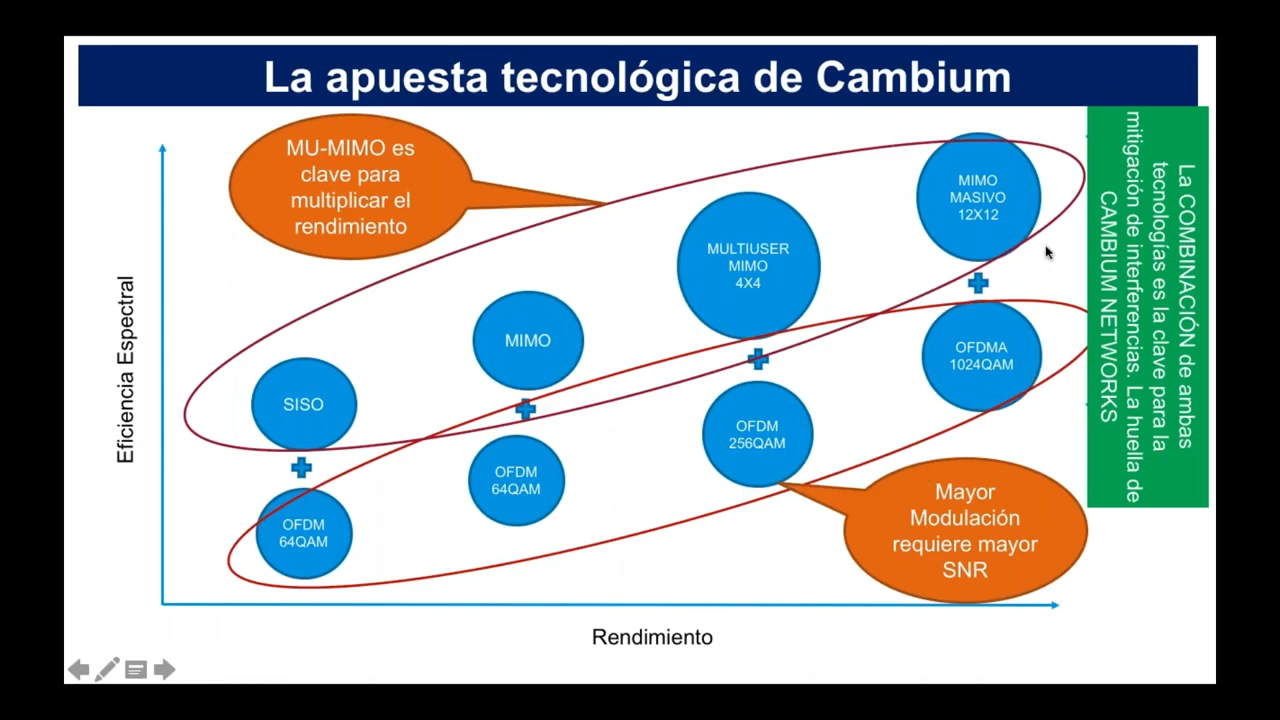 La apuesta tecnológica de Cambium
MU-MIMO es
clave para
multiplicar el
rendimiento
MIMO
MASIVO
12X12
MULTIUSER
MIMO
4X4
MIMO
SISO
OFDMA
1024QAM
OFDM
256QAM
OFDM
64QAM
OFDM
64QAM
Mayor
Modulación
requiere mayor
SNR
La COMBINACIÓN de ambas
tecnologías es la clave para la
mitigación de interferencias. La huella de
CAMBIUM NETWORKS
Eficiencia Espectral
Rendimiento